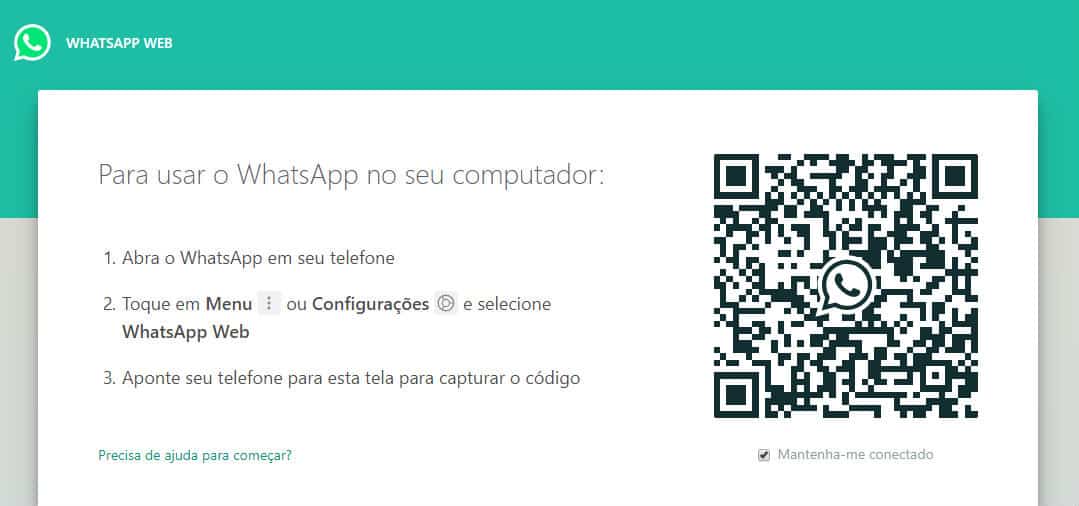 WHATSAPP WEB
Para usar o WhatsApp no seu computador:
1. Abra o WhatsApp em seu telefone
2. Toque em Menu ou Configurações e selecione
WhatsApp Web
3. Aponte seu telefone para esta tela para capturar o código
Precisa de ajuda para começar?
Mantenha-me conectado